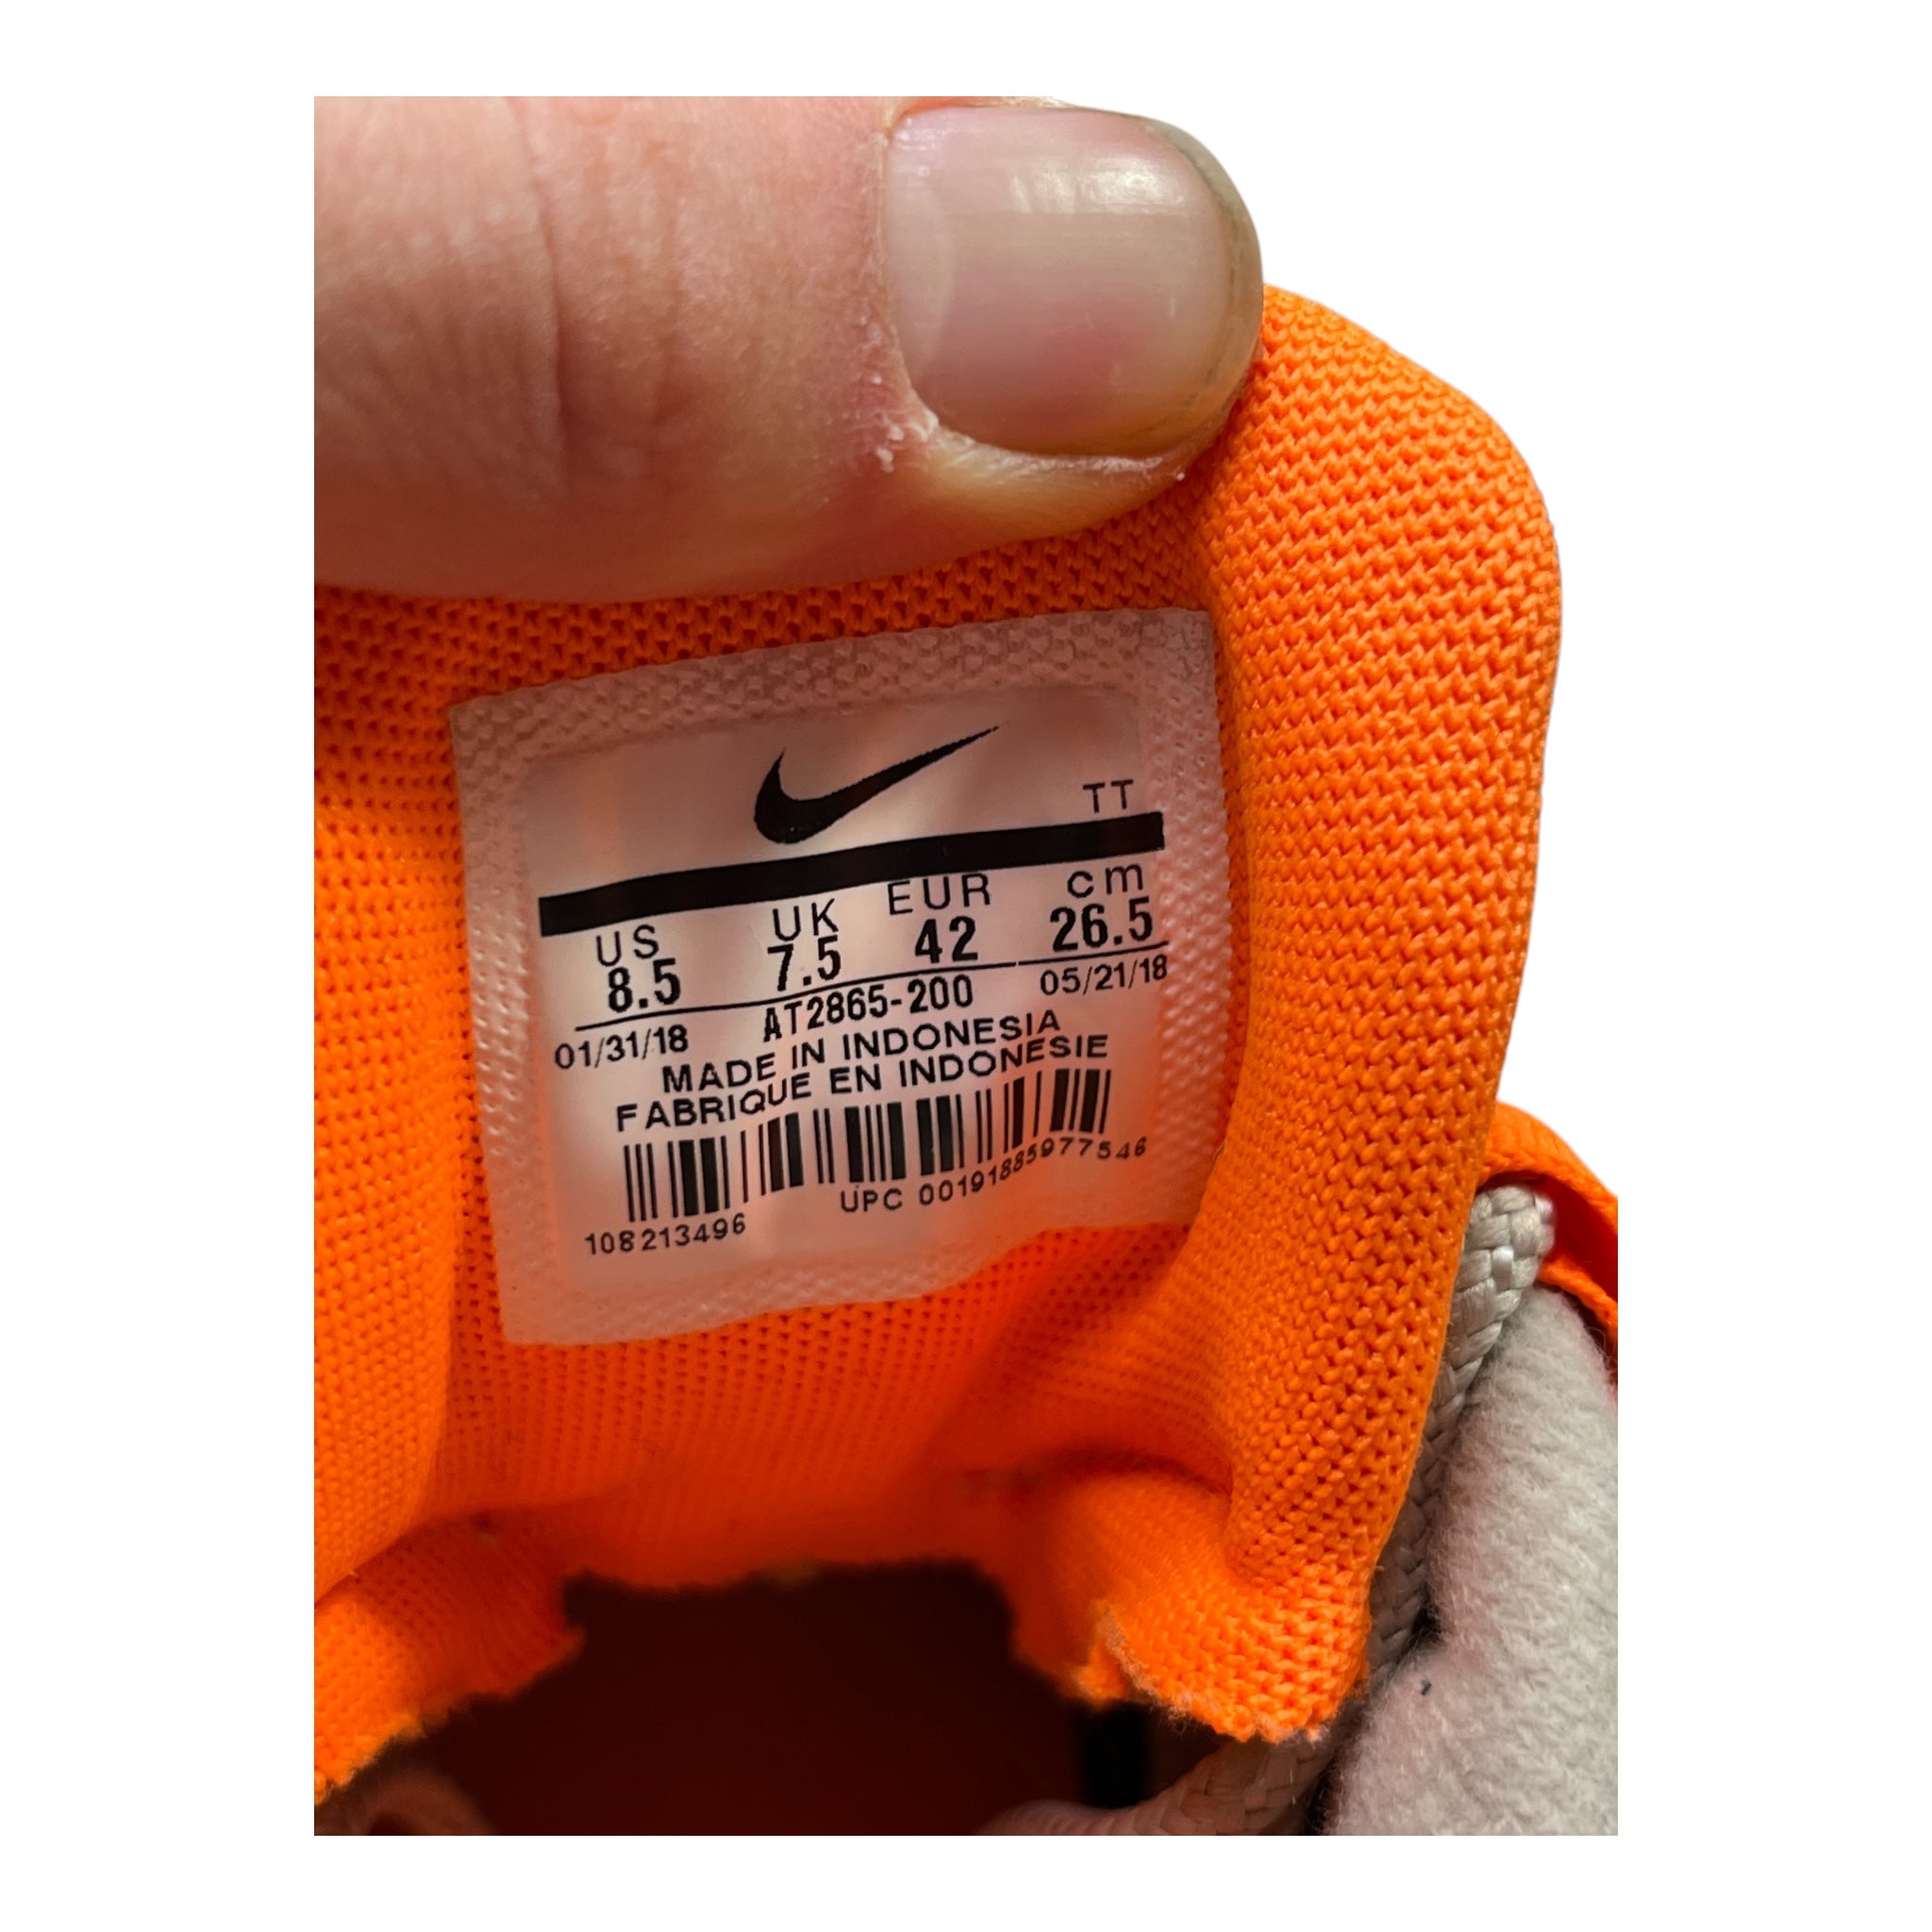 TT
US UK EUR cm
8.5 7.5 42 26.5
01/31/18 AT2865-200 05/21/18
MADE IN INDONESIA
FABRIQUE EN INDONESIE
108213496 UPC 00191885977546